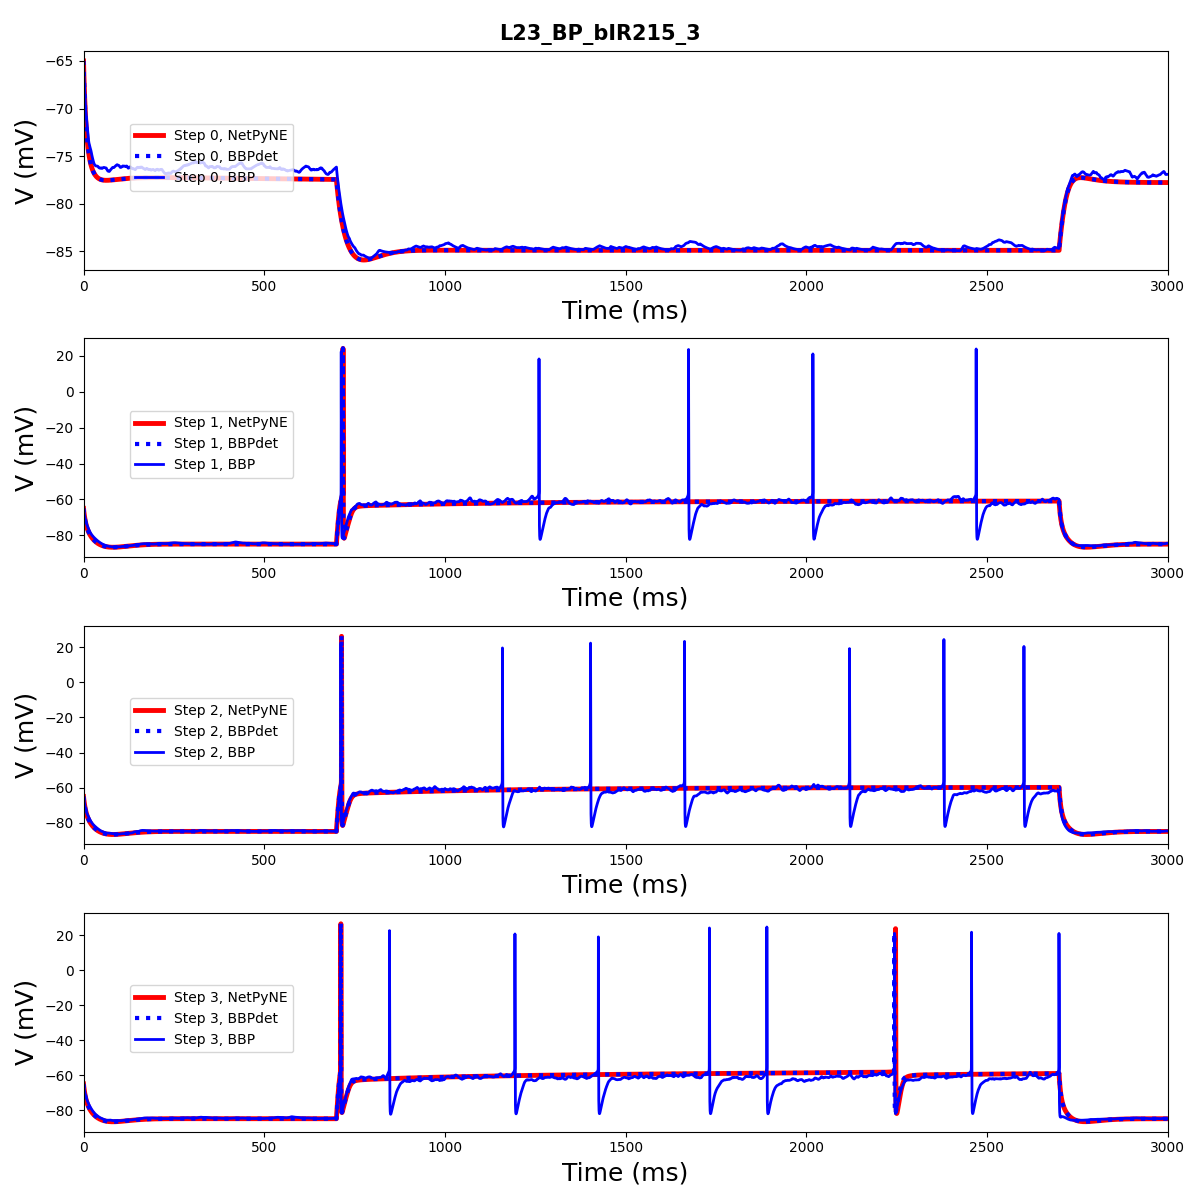 L23_BP_bIR215_3
−65
−70
−75
−80
−85
V (mV)
Step 0, NetPyNE
Step 0, BBPdet
Step 0, BBP
0 500 1000 1500 2000 2500 3000
Time (ms)
20
0
−20
−40
−60
−80
V (mV)
Step 1, NetPyNE
Step 1, BBPdet
Step 1, BBP
0 500 1000 1500 2000 2500 3000
Time (ms)
20
0
−20
−40
−60
−80
V (mV)
Step 2, NetPyNE
Step 2, BBPdet
Step 2, BBP
0 500 1000 1500 2000 2500 3000
Time (ms)
20
0
−20
−40
−60
−80
V (mV)
Step 3, NetPyNE
Step 3, BBPdet
Step 3, BBP
0 500 1000 1500 2000 2500 3000
Time (ms)